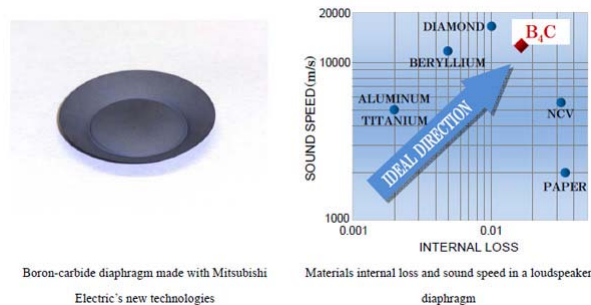 20000
DIAMOND
B₄C
10000
BERYLLIUM
ALUMINUM
TITANIUM
NCV
PAPER
IDEAL DIRECTION
SOUND SPEED(m/s)
1000
0.001
0.01
INTERNAL LOSS
Boron-carbide diaphragm made with Mitsubishi
Electric’s new technologies
Materials internal loss and sound speed in a loudspeaker
diaphragm